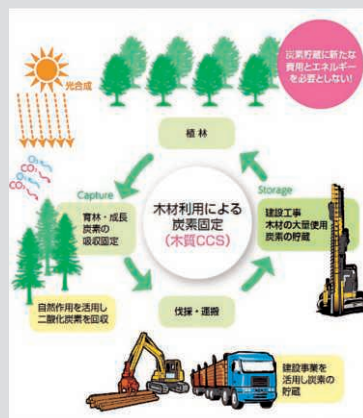 炭素貯蔵に新たな
費用とエネルギー
を必要としない!
光合成
植林
O₂
CO₂
O₂
CO₂
Capture
育林・成長
炭素の
吸収固定
木材利用による
炭素固定
(木質CCS)
Storage
建設工事
木材の大量使用
炭素の貯蔵
自然作用を活用し
二酸化炭素を回収
伐採・運搬
建設事業を
活用し炭素の
貯蔵